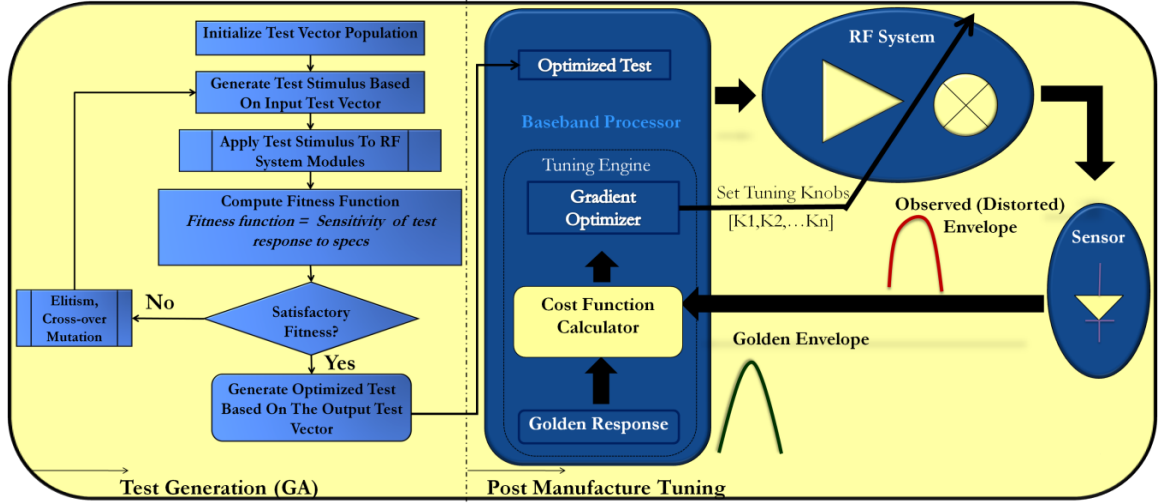 Initialize Test Vector Population
Generate Test Stimulus Based
On Input Test Vector
Apply Test Stimulus To RF
System Modules
Compute Fitness Function
Fitness function = Sensitivity of test
response to specs
Satisfactory
Fitness?
No
Elitism,
Cross-over
Mutation
Yes
Generate Optimized Test
Based On The Output Test
Vector
Test Generation (GA)
Optimized Test
Baseband Processor
Tuning Engine
Gradient
Optimizer
Cost Function
Calculator
Golden Response
Post Manufacture Tuning
RF System
Set Tuning Knobs
[K1,K2,…Kn]
Observed (Distorted)
Envelope
Sensor
Golden Envelope